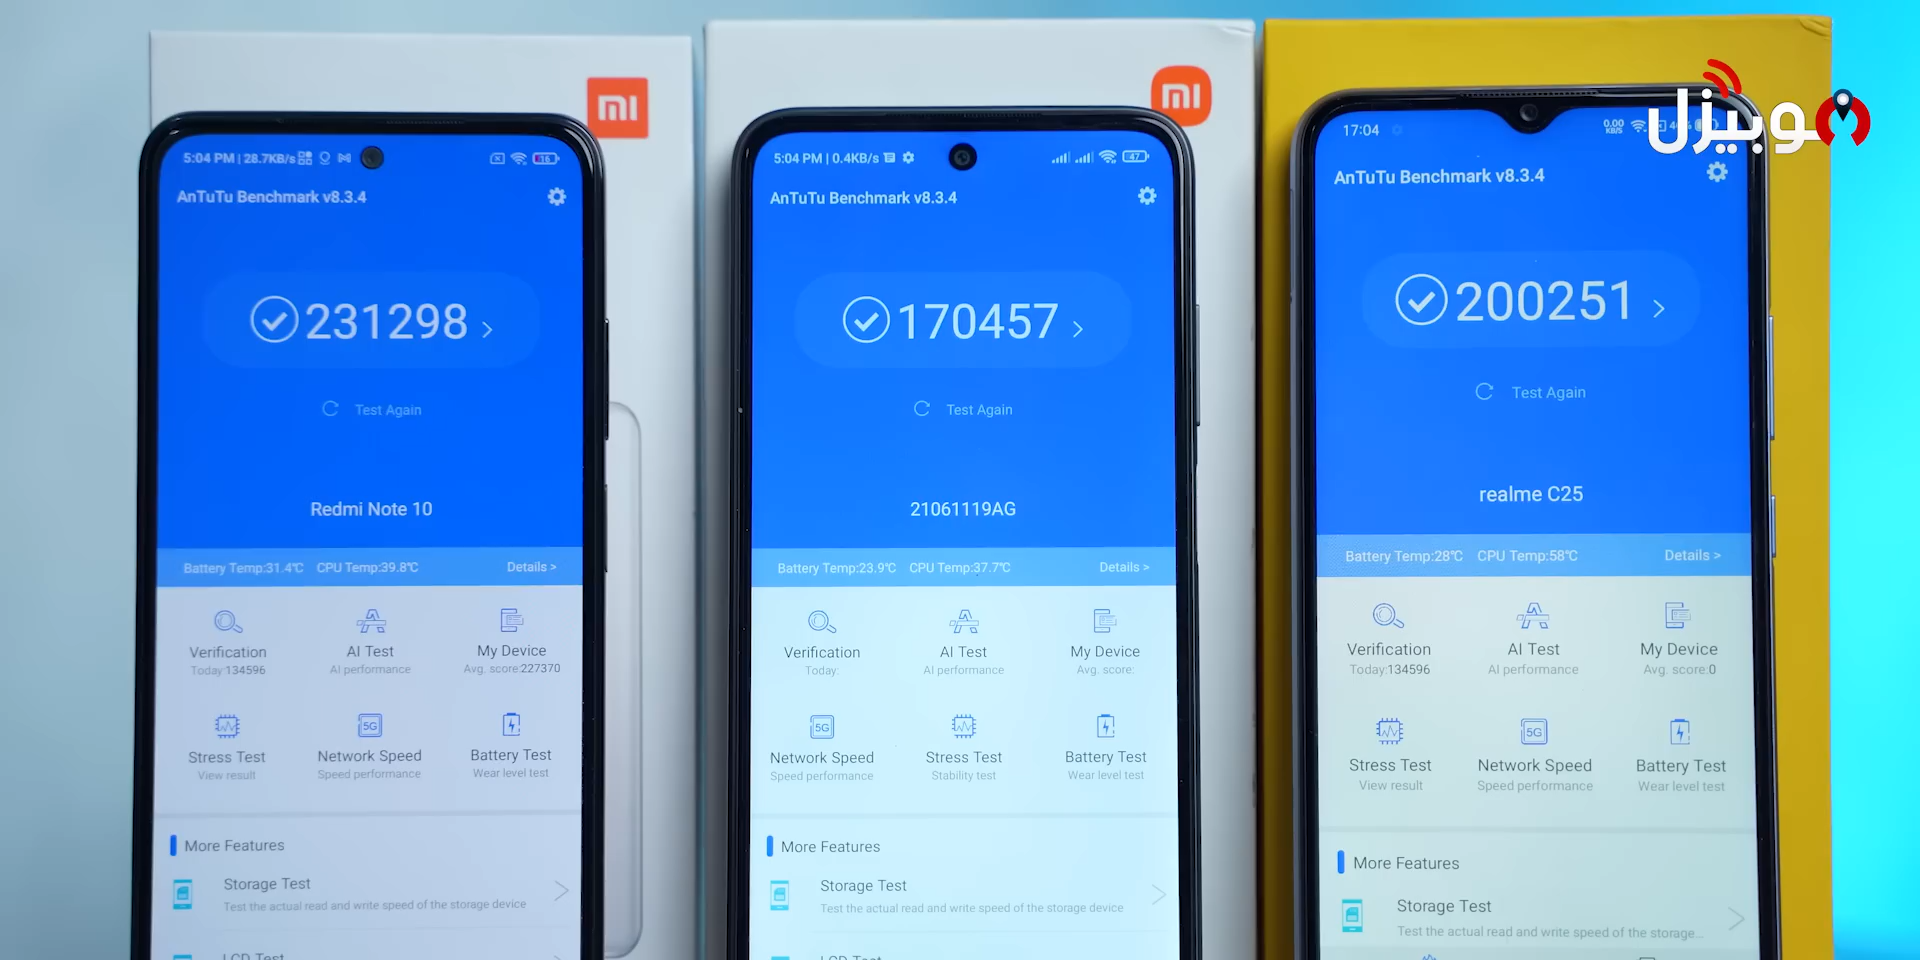 موبيزل
mi
5:04 PM | 28.7KB/s
16
AnTuTu Benchmark v8.3.4
231298
Test Again
Redmi Note 10
Battery Temp:31.4℃ CPU Temp:39.8℃ Details >
Verification
Today:134596
AI Test
AI performance
My Device
Avg. score:227370
Stress Test
View result
5G
Network Speed
Speed performance
Battery Test
Wear level test
More Features
Storage Test
Test the actual read and write speed of the storage device
LCD Test
mi
5:04 PM | 0.4KB/s
47
AnTuTu Benchmark v8.3.4
170457
Test Again
21061119AG
Battery Temp:23.9℃ CPU Temp:37.7℃ Details >
Verification
Today:
AI Test
AI performance
My Device
Avg. score:
5G
Network Speed
Speed performance
Stress Test
Stability test
Battery Test
Wear level test
More Features
Storage Test
Test the actual read and write speed of the storage device
LCD Test
17:04
0.00 KB/S
AnTuTu Benchmark v8.3.4
200251
Test Again
realme C25
Battery Temp:28℃ CPU Temp:58℃ Details >
Verification
Today:134596
AI Test
AI performance
My Device
Avg. score:0
Stress Test
View result
5G
Network Speed
Speed performance
Battery Test
Wear level test
More Features
Storage Test
Test the actual read and write speed of the storage...